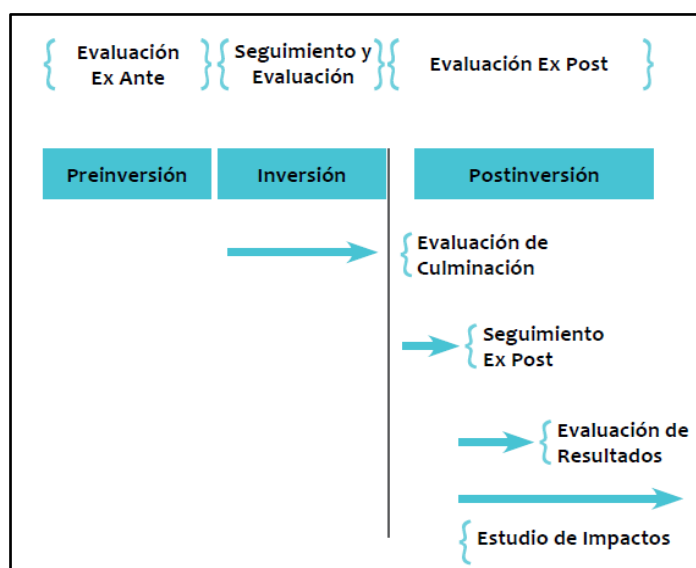 Evaluación
Ex Ante
Seguimiento y
Evaluación
Evaluación Ex Post
Preinversión
Inversión
Postinversión
Evaluación de
Culminación
Seguimiento
Ex Post
Evaluación de
Resultados
Estudio de Impactos